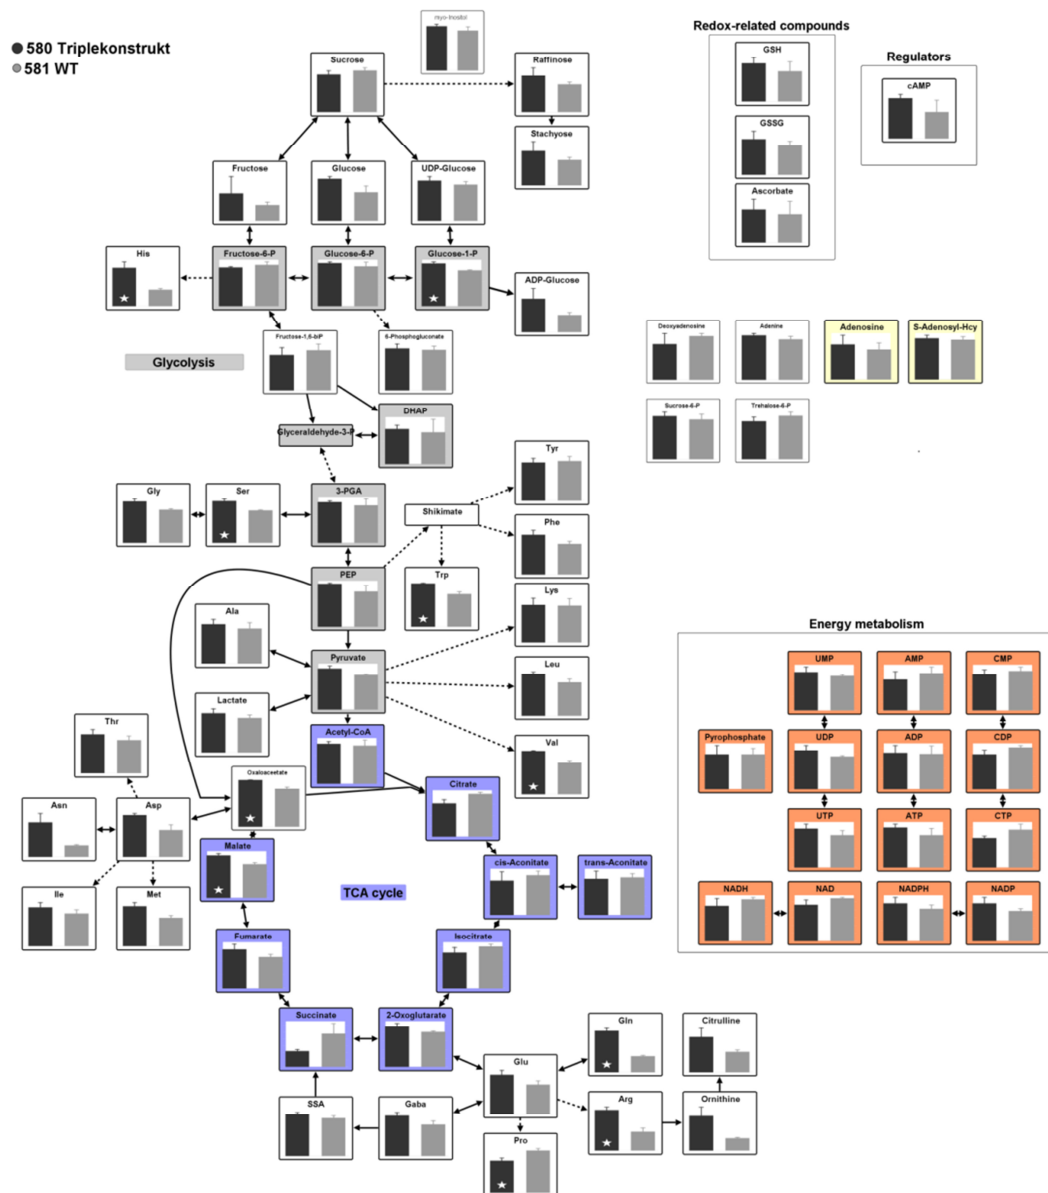 Redox-related compounds
Regulators
Energy metabolism
580 Triplekonstrukt
581 WT
myo-Inositol
Sucrose
Raffinose
Stachyose
Fructose
Glucose
UDP-Glucose
His
Fructose-6-P
Glucose-6-P
Glucose-1-P
ADP-Glucose
Fructose-1,6-biP
6-Phosphogluconate
Glycolysis
DHAP
Glyceraldehyde-3-P
Gly
Ser
3-PGA
Shikimate
Tyr
Phe
PEP
Trp
Lys
Ala
Pyruvate
Leu
Lactate
Acetyl-CoA
Val
Thr
Oxaloacetate
Citrate
Asn
Asp
Malate
cis-Aconitate
trans-Aconitate
TCA cycle
Ile
Met
Fumarate
Isocitrate
Succinate
2-Oxoglutarate
Gln
Citrulline
Glu
SSA
Gaba
Arg
Ornithine
Pro
GSH
GSSG
Ascorbate
cAMP
Deoxyadenosine
Adenine
Adenosine
S-Adenosyl-Hcy
Sucrose-6-P
Trehalose-6-P
UMP
AMP
CMP
Pyrophosphate
UDP
ADP
CDP
UTP
ATP
CTP
NADH
NAD
NADPH
NADP